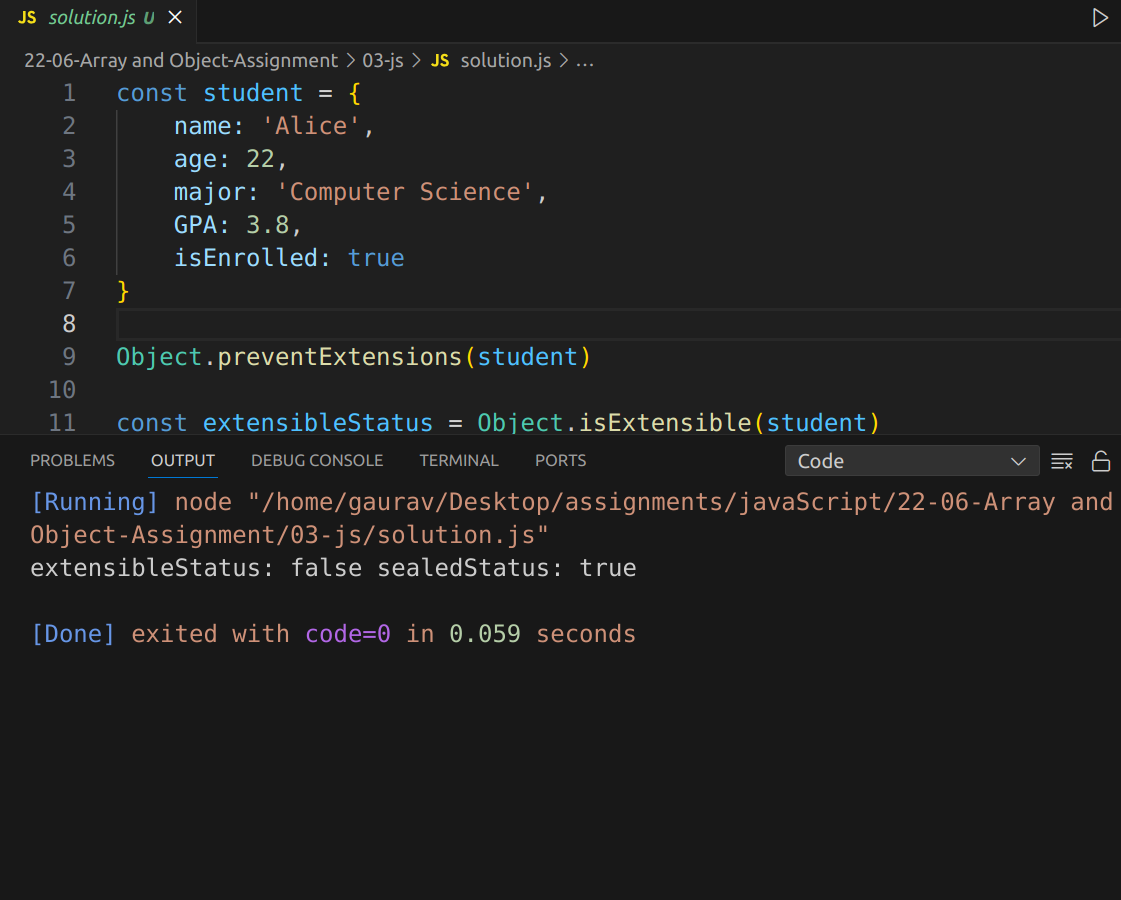 JS solution.js U
22-06-Array and Object-Assignment > 03-js > JS solution.js > ...
1 const student = {
2 name: 'Alice',
3 age: 22,
4 major: 'Computer Science',
5 GPA: 3.8,
6 isEnrolled: true
7 }
8
9 Object.preventExtensions(student)
10
11 const extensibleStatus = Object.isExtensible(student)
PROBLEMS OUTPUT DEBUG CONSOLE TERMINAL PORTS Code
[Running] node "/home/gaurav/Desktop/assignments/javaScript/22-06-Array and
Object-Assignment/03-js/solution.js"
extensibleStatus: false sealedStatus: true
[Done] exited with code=0 in 0.059 seconds